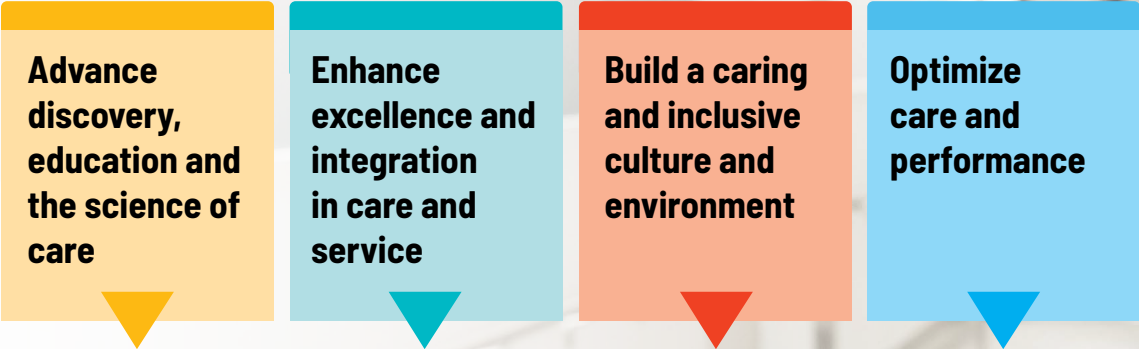 Advance
discovery,
education and
the science of
care
Enhance
excellence and
integration
in care and
service
Build a caring
and inclusive
culture and
environment
Optimize
care and
performance